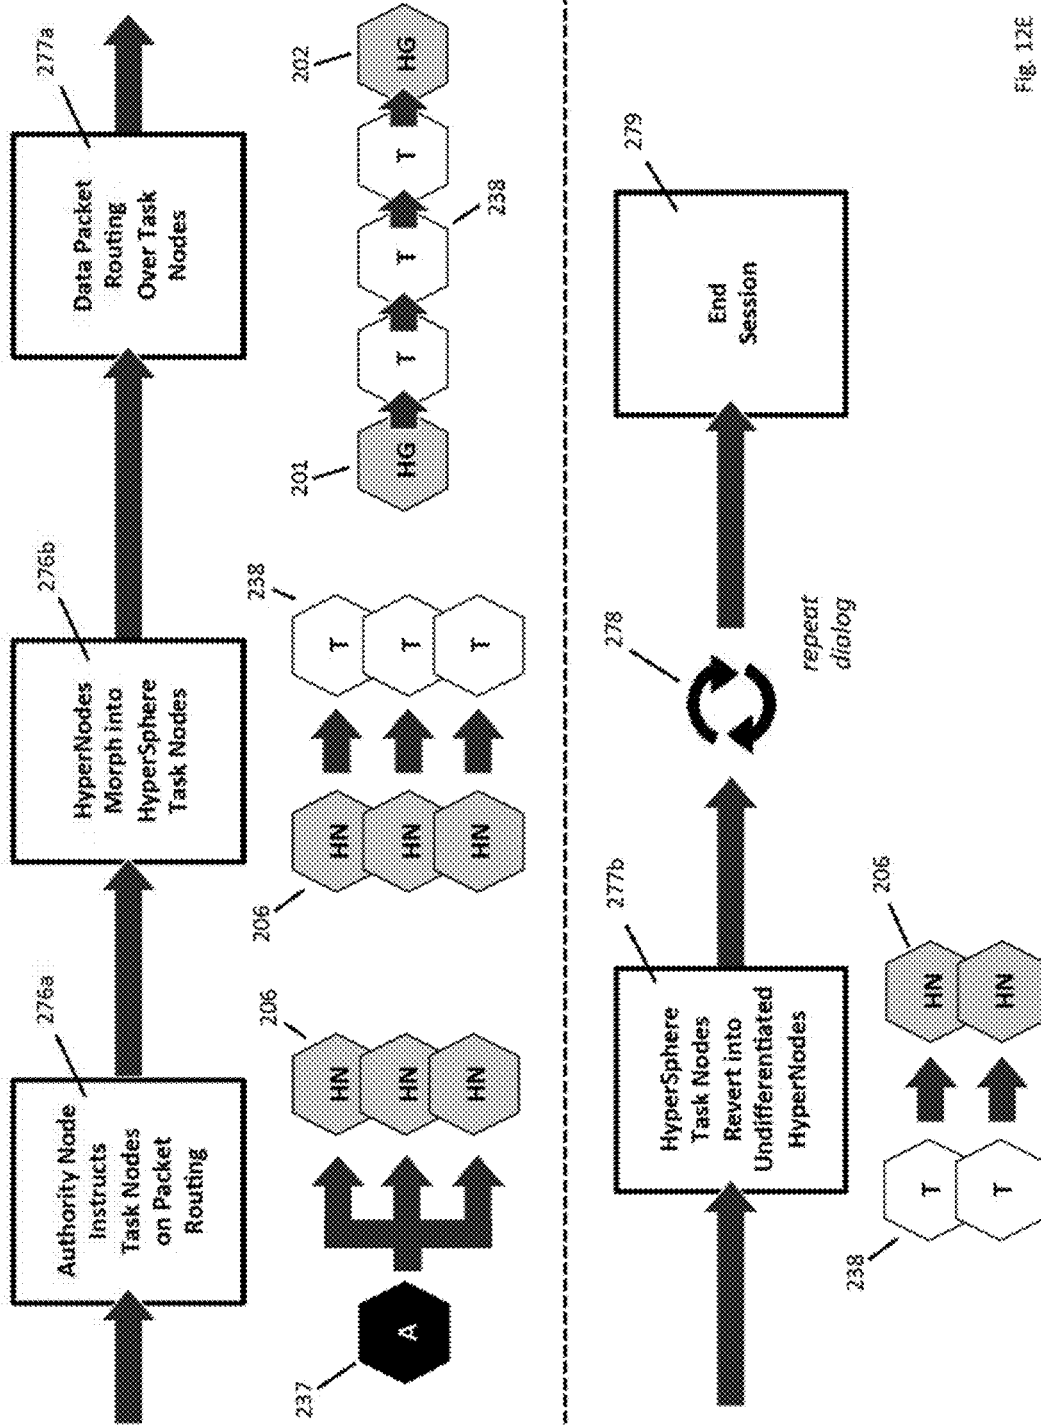 276a
Authority Node
Instructs
Task Nodes
on Packet
Routing
276b
HyperNodes
Morph into
HyperSphere
Task Nodes
277a
Data Packet
Routing
Over Task
Nodes
237
A
206
HN
HN
HN
206
HN
HN
HN
238
T
T
T
201
HG
T
T
T
238
202
HG
277b
HyperSphere
Task Nodes
Revert into
Undifferentiated
HyperNodes
278
repeat
dialog
279
End
Session
238
T
T
206
HN
HN
Fig. 12E